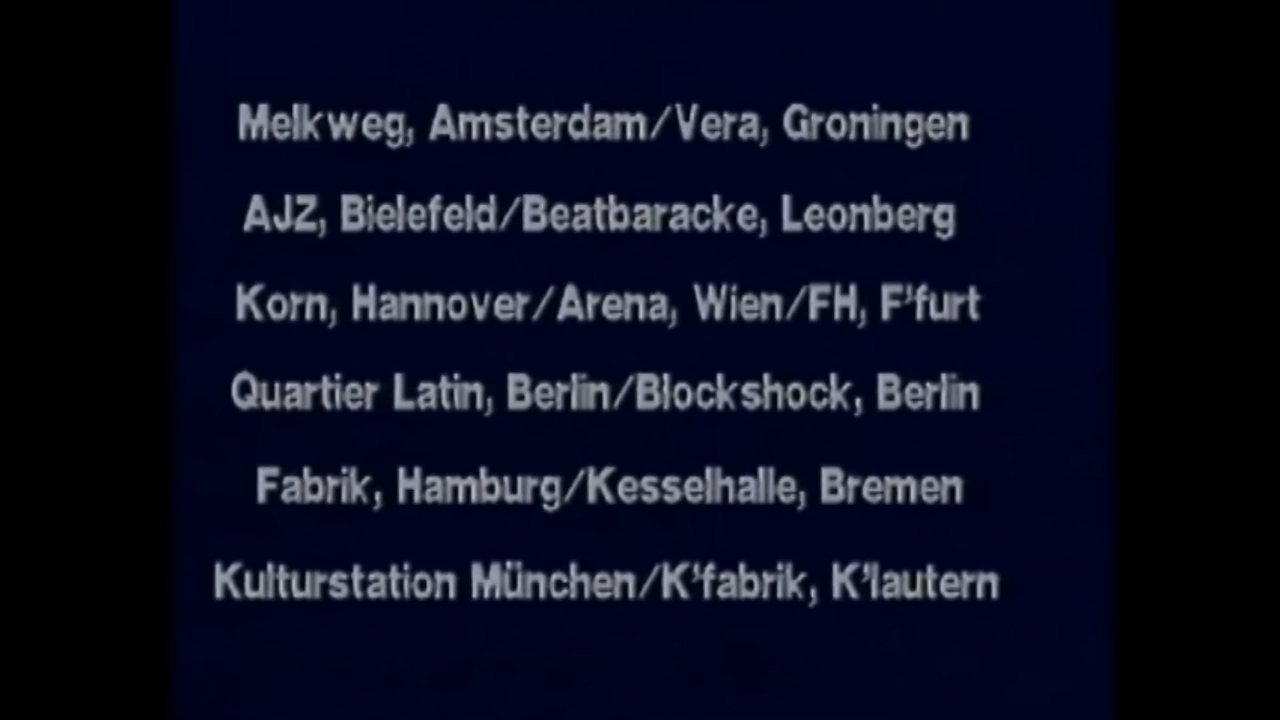 Melkweg, Amsterdam/Vera, Groningen
AJZ, Bielefeld/Beatbaracke, Leonberg
Korn, Hannover/Arena, Wien/FH, F'furt
Quartier Latin, Berlin/Blockshock, Berlin
Fabrik, Hamburg/Kesselhalle, Bremen
Kulturstation München/K'fabrik, K'lautern